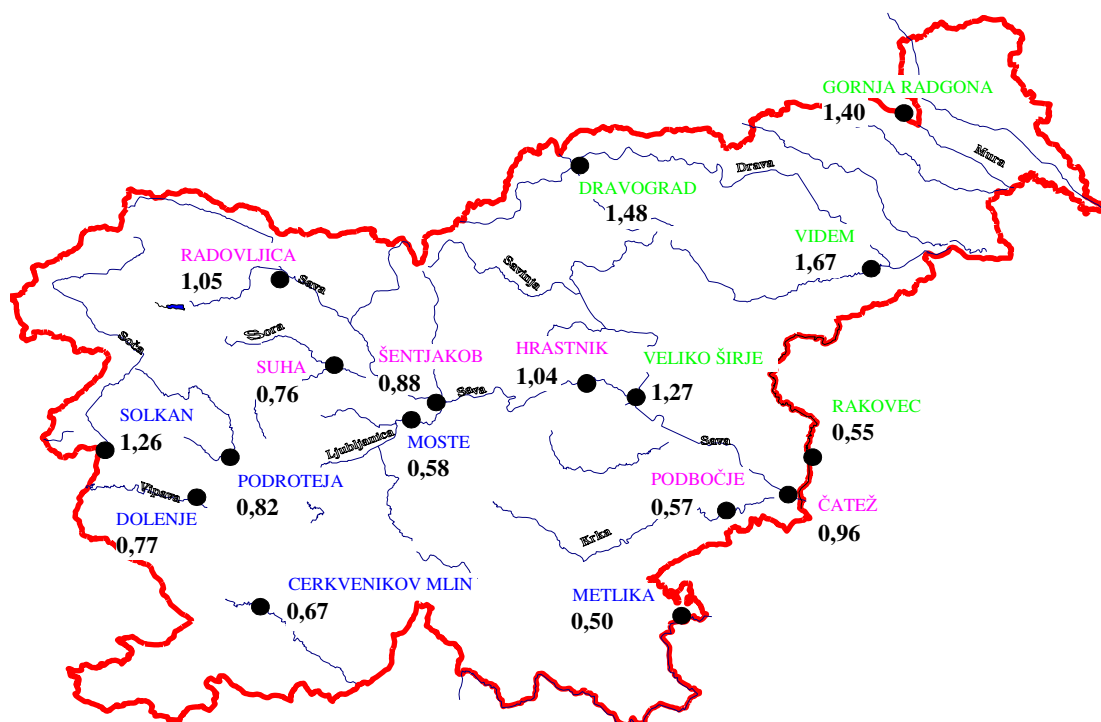 GORNJA RADGONA
1,40
Mura
Drava
DRAVOGRAD
1,48
VIDEM
1,67
RADOVLJICA
1,05
Sava
Savinja
Sora
Soča
SUHA
0,76
ŠENTJAKOB
0,88
Sava
HRASTNIK
1,04
VELIKO ŠIRJE
1,27
SOLKAN
1,26
Ljubljanica
MOSTE
0,58
RAKOVEC
0,55
Sava
PODROTEJA
0,82
Vipava
DOLENJE
0,77
PODBOČJE
0,57
ČATEŽ
0,96
Krka
CERKVENIKOV MLIN
0,67
METLIKA
0,50